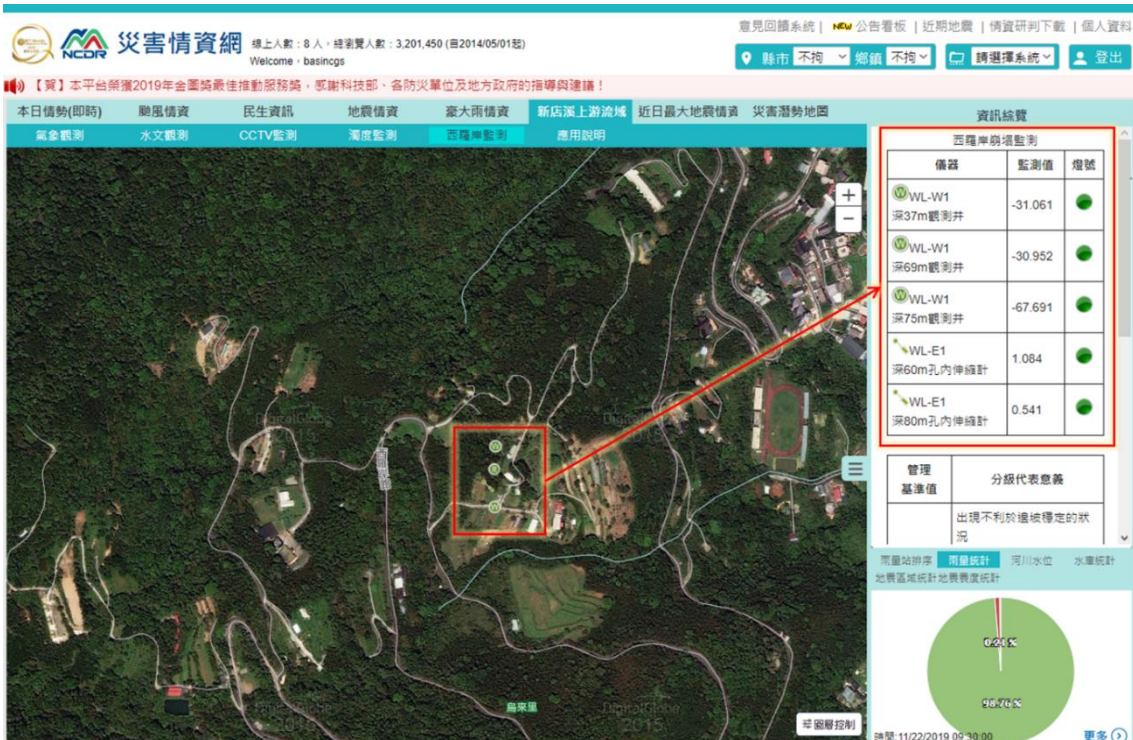 意見回饋系統 | NEW 公告看板 | 近期地震 | 情資研判下載 | 個人資料
NCDR 災害情資網 線上人數：8 人，總瀏覽人數：3,201,450 (自2014/05/01起)
Welcome，basincgs
縣市 不拘 鄉鎮 不拘 請選擇系統 登出
【賀】本平台榮獲2019年金圖獎最佳推動服務獎，感謝科技部、各防災單位及地方政府的指導與建議！
本日情勢(即時) 颱風情資 民生資訊 地震情資 豪大雨情資 新店溪上游流域 近日最大地震情資 災害潛勢地圖
氣象觀測 水文觀測 CCTV監測 濁度監測 西羅岸監測 應用說明
資訊綜覽
西羅岸崩塌監測
儀器 監測值 燈號
WL-W1
深37m觀測井
-31.061
WL-W1
深69m觀測井
-30.952
WL-W1
深75m觀測井
-67.691
WL-E1
深60m孔內伸縮計
1.084
WL-E1
深80m孔內伸縮計
0.541
管理
基準值
分級代表意義
出現不利於邊坡穩定的狀
況
雨量站排序 雨量統計 河川水位 水庫統計
地震區域統計 地震震度統計
0.21 %
98.76 %
時間:11/22/2019 09:30:00 更多
+
−
W
W
DigitalGlobe
DigitalGlobe
2015
烏來里
圖層控制